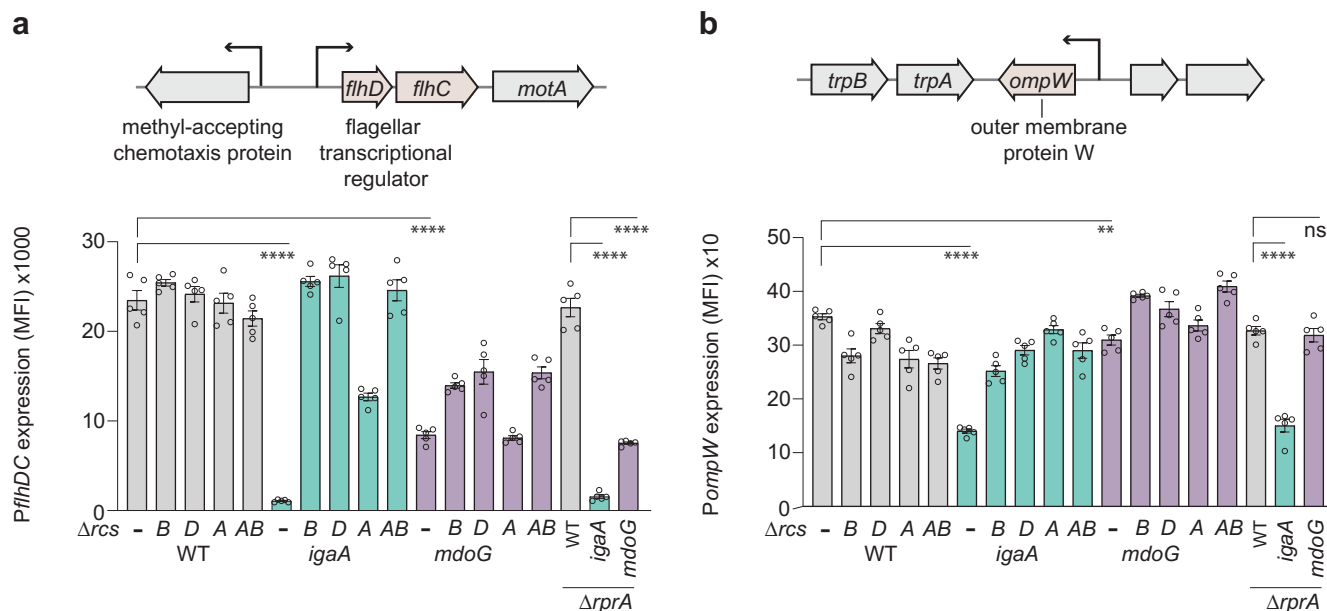 a
flhD flhC motA
methyl-accepting
chemotaxis protein
flagellar
transcriptional
regulator
PflhDC expression (MFI) x1000
30
20
10
0
****
****
****
****
Δrcs – B D A AB – B D A AB – B D A AB WT igaA mdoG
WT igaA mdoG
ΔrprA
b
trpB trpA ompW
outer membrane
protein W
PompW expression (MFI) x10
50
40
30
20
10
0
**
ns
****
****
Δrcs – B D A AB – B D A AB – B D A AB WT igaA mdoG
WT igaA mdoG
ΔrprA